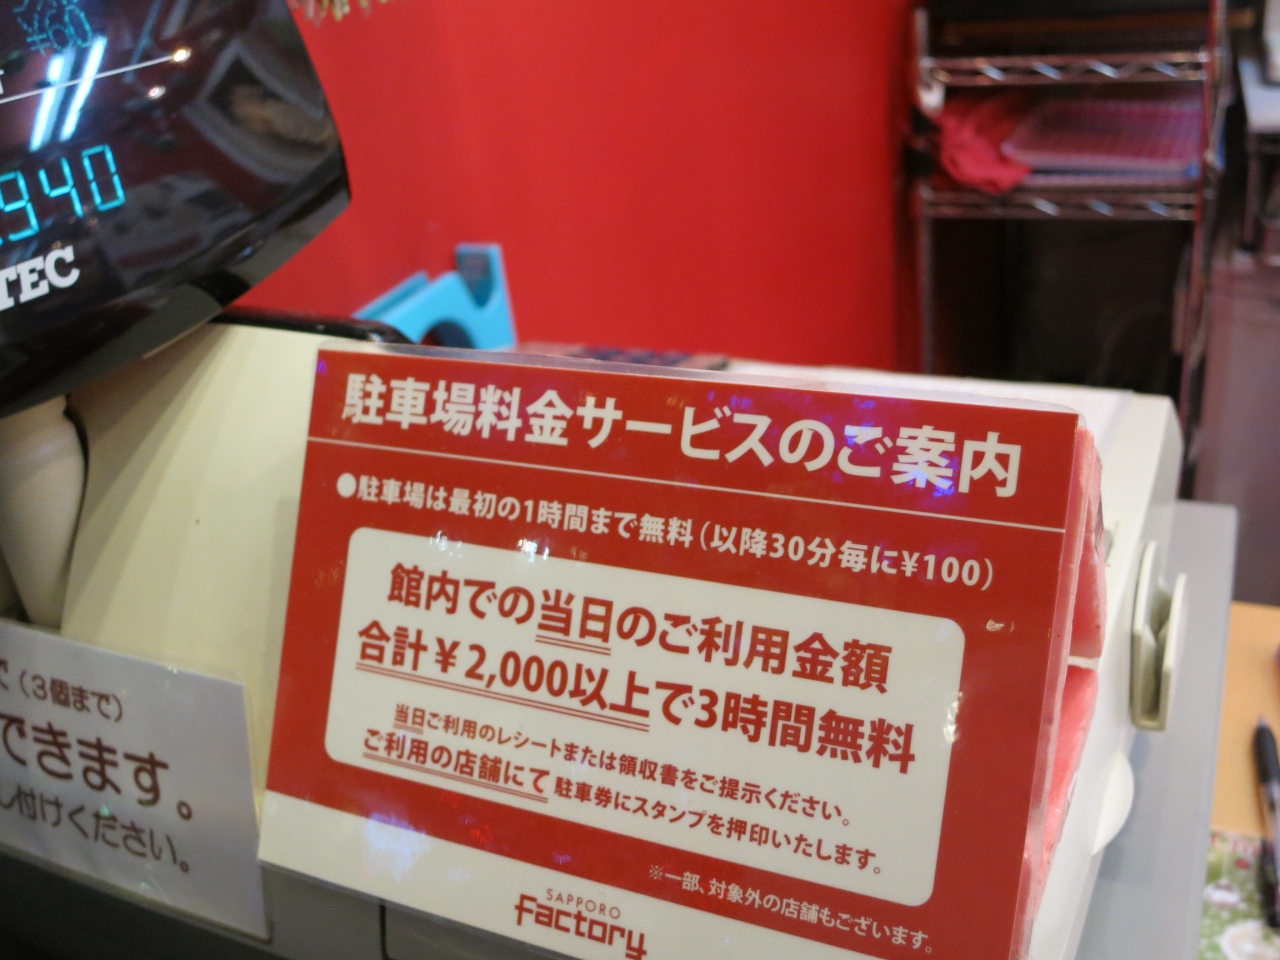 ¥60
940
TEC
駐車場料金サービスのご案内
●駐車場は最初の1時間まで無料(以降30分毎に¥100)
館内での当日のご利用金額
合計¥2,000以上で3時間無料
当日ご利用のレシートまたは領収書をご提示ください。
ご利用の店舗にて駐車券にスタンプを押印いたします。
※一部、対象外の店舗もございます。
SAPPORO
Factory
(3個まで)
できます。
し付けください。